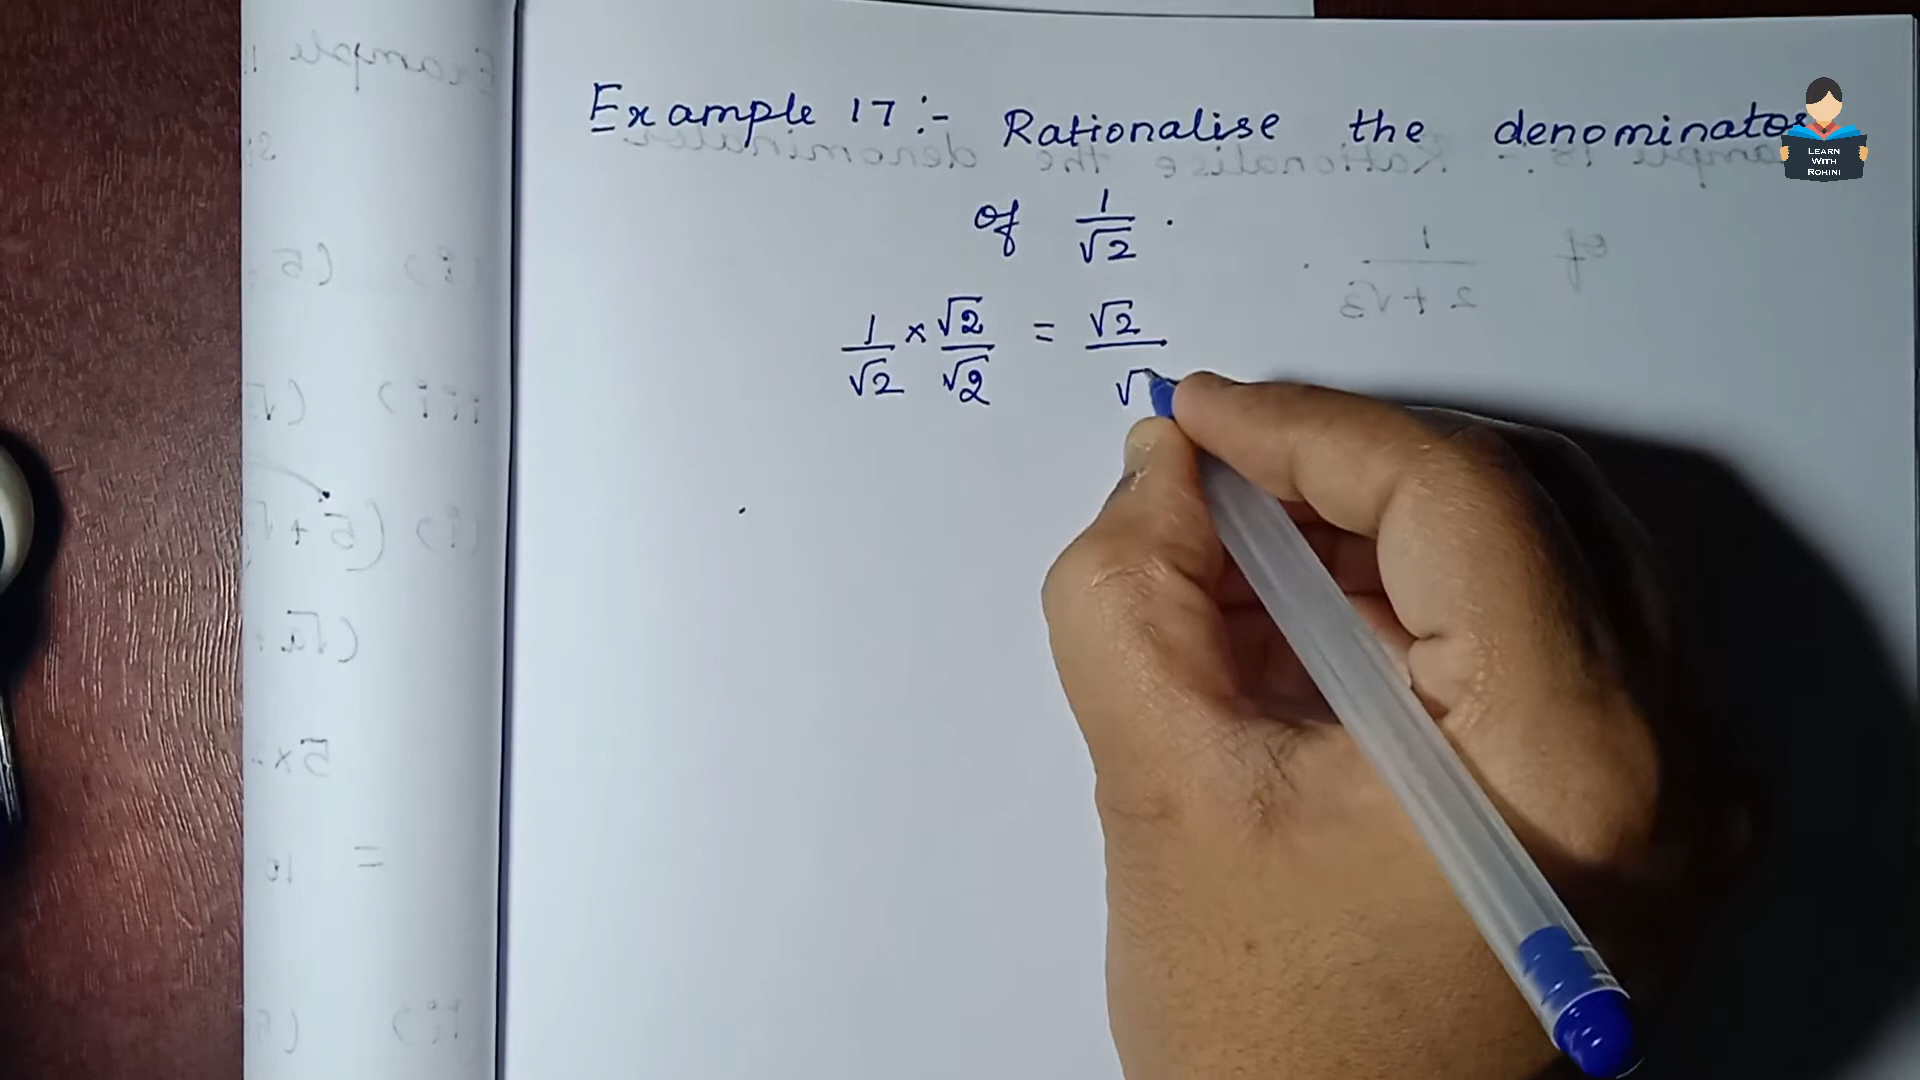 Example 17 :- Rationalise the denominator
of 1/√2 .
1/√2 × √2/√2 = √2/√
LEARN
WITH
ROHINI